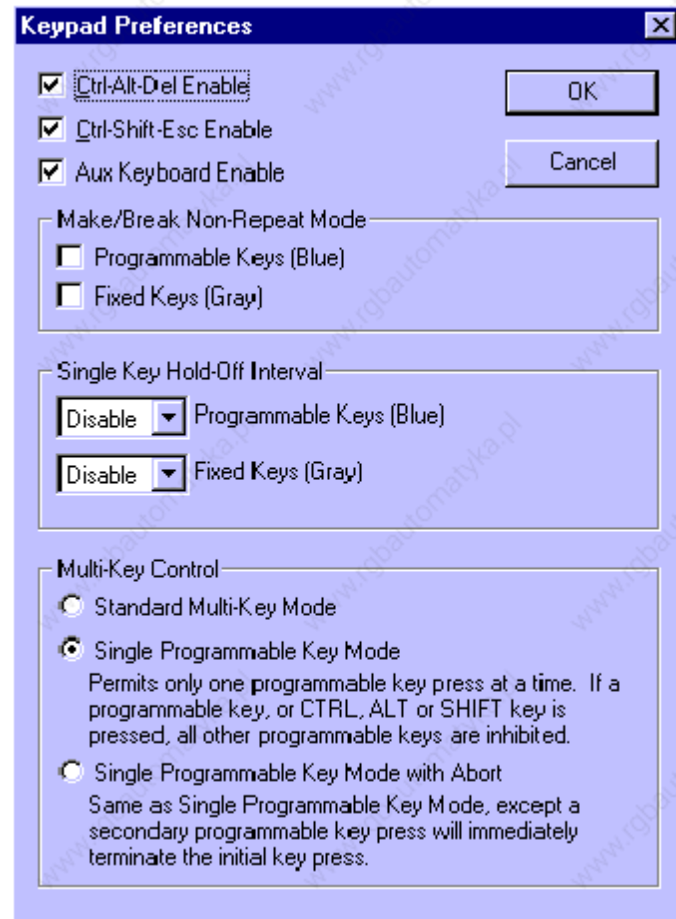 Keypad Preferences
Ctrl-Alt-Del Enable
OK
Ctrl-Shift-Esc Enable
Cancel
Aux Keyboard Enable
Make/Break Non-Repeat Mode
Programmable Keys (Blue)
Fixed Keys (Gray)
Single Key Hold-Off Interval
Disable Programmable Keys (Blue)
Disable Fixed Keys (Gray)
Multi-Key Control
Standard Multi-Key Mode
Single Programmable Key Mode
Permits only one programmable key press at a time. If a
programmable key, or CTRL, ALT or SHIFT key is
pressed, all other programmable keys are inhibited.
Single Programmable Key Mode with Abort
Same as Single Programmable Key Mode, except a
secondary programmable key press will immediately
terminate the initial key press.
www.rgbautomatyka.pl